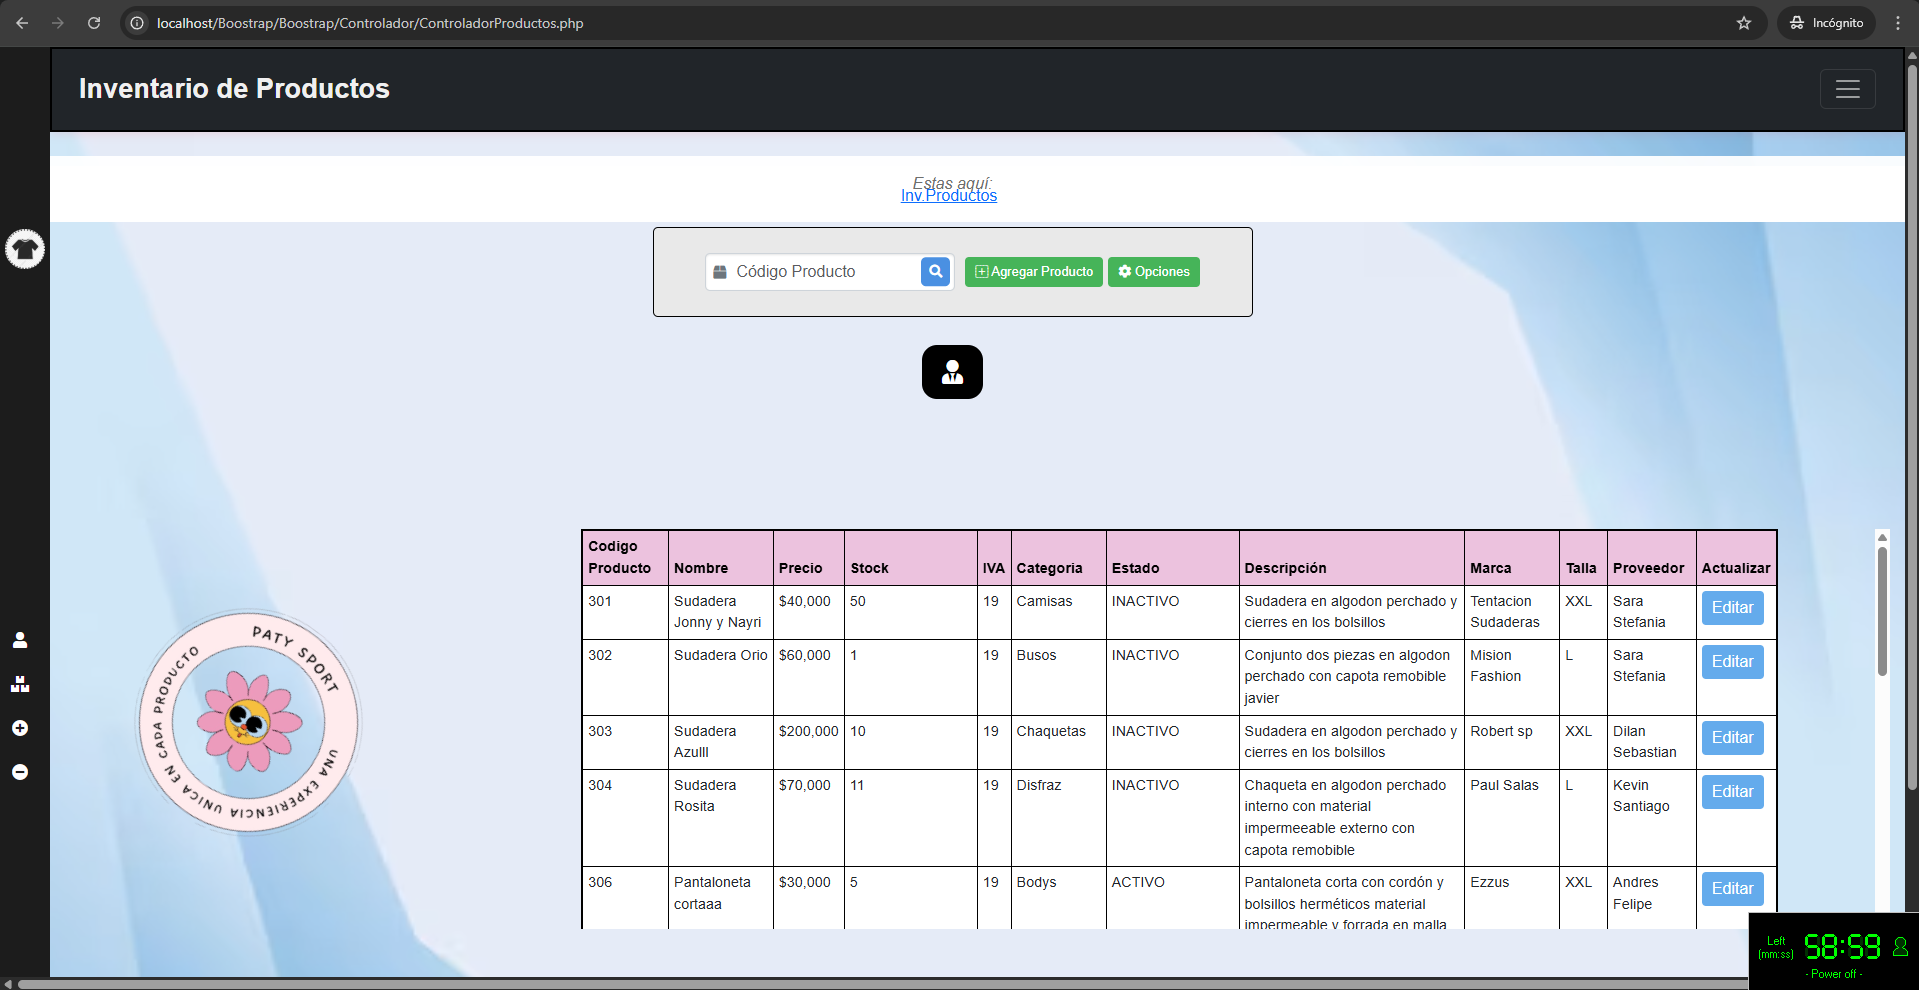 localhost/Boostrap/Boostrap/Controlador/ControladorProductos.php
Incógnito
Inventario de Productos
Estas aquí:
Inv.Productos
Código Producto
Agregar Producto
Opciones
Codigo Producto Nombre Precio Stock IVA Categoria Estado Descripción Marca Talla Proveedor Actualizar
301 Sudadera Jonny y Nayri $40,000 50 19 Camisas INACTIVO Sudadera en algodon perchado y cierres en los bolsillos Tentacion Sudaderas XXL Sara Stefania Editar
302 Sudadera Orio $60,000 1 19 Busos INACTIVO Conjunto dos piezas en algodon perchado con capota remobible javier Mision Fashion L Sara Stefania Editar
303 Sudadera Azulll $200,000 10 19 Chaquetas INACTIVO Sudadera en algodon perchado y cierres en los bolsillos Robert sp XXL Dilan Sebastian Editar
304 Sudadera Rosita $70,000 11 19 Disfraz INACTIVO Chaqueta en algodon perchado interno con material impermeeable externo con capota remobible Paul Salas L Kevin Santiago Editar
306 Pantaloneta cortaaa $30,000 5 19 Bodys ACTIVO Pantaloneta corta con cordón y bolsillos herméticos material impermeable y forrada en malla Ezzus XXL Andres Felipe Editar
PATY SPORT
UNA EXPERIENCIA UNICA EN CADA PRODUCTO
Left
(mm:ss)
58:59
- Power off -